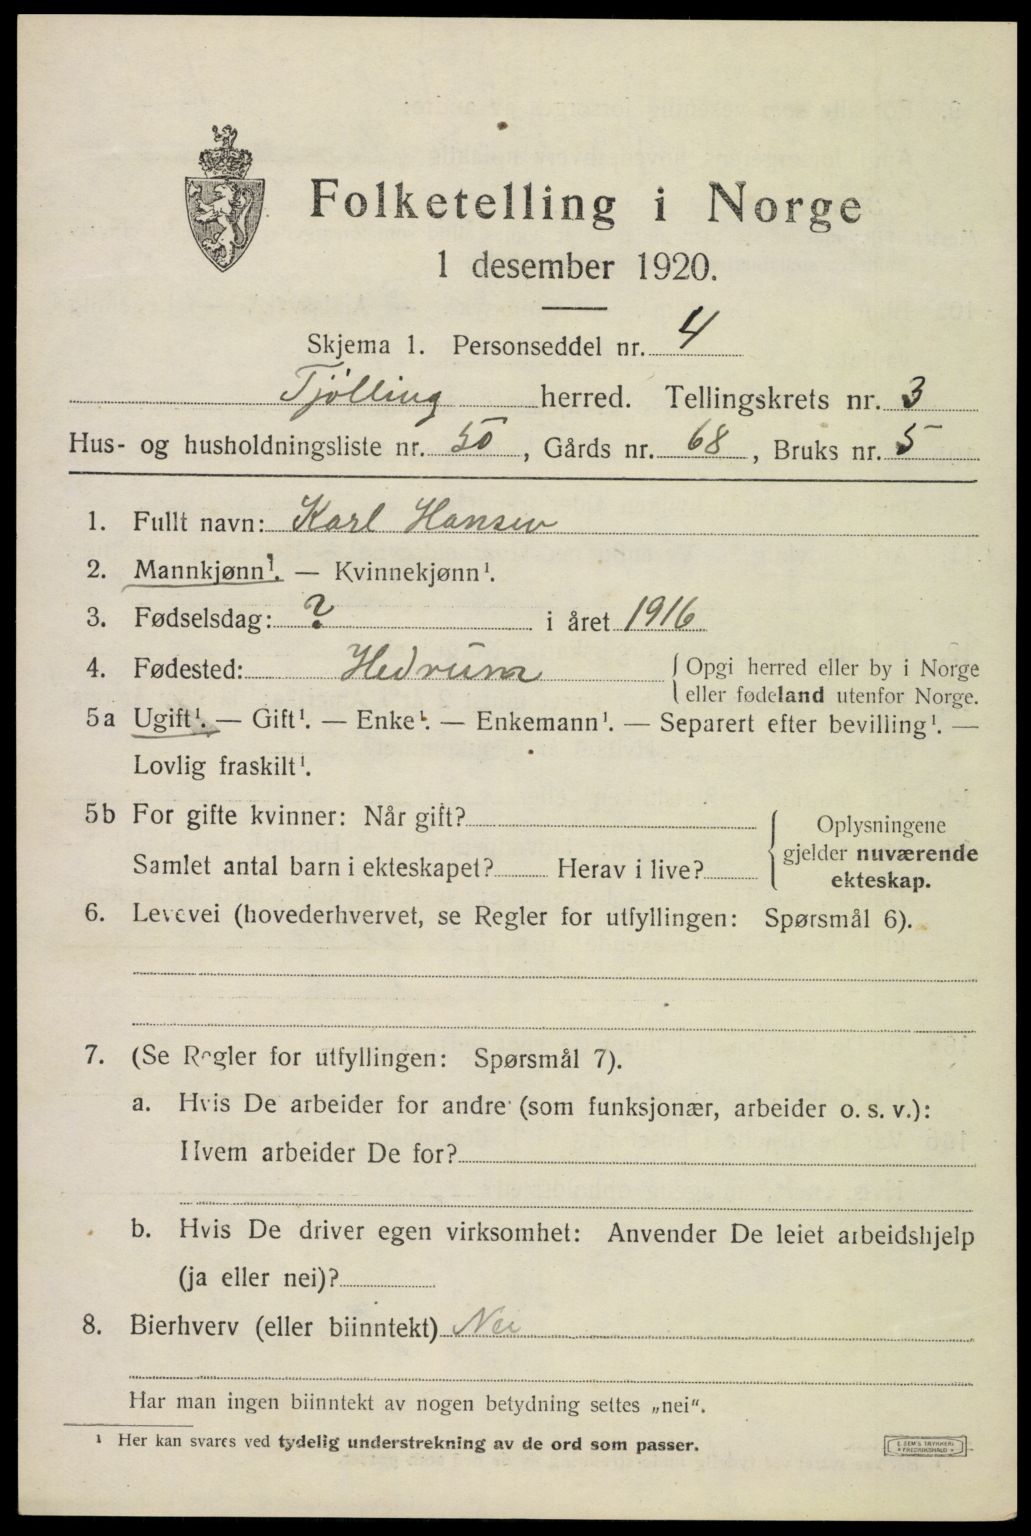 Folketelling i Norge
1 desember 1920.
Skjema 1. Personseddel nr. 4
Tjølling herred. Tellingskrets nr. 3
Hus- og husholdningsliste nr. 50, Gårds nr. 68, Bruks nr. 5
1. Fullt navn: Karl Hansen
2. Mannkjønn¹. — Kvinnekjønn¹.
3. Fødselsdag: ? i året 1916
4. Fødested: Hedrum { Opgi herred eller by i Norge
eller fødeland utenfor Norge.
5a Ugift¹. — Gift¹. — Enke¹. — Enkemann¹. — Separert efter bevilling¹. —
Lovlig fraskilt¹.
5b For gifte kvinner: Når gift?
Samlet antal barn i ekteskapet? Herav i live?
{ Oplysningene
gjelder nuværende
ekteskap.
6. Levevei (hovederhvervet, se Regler for utfyllingen: Spørsmål 6).
7. (Se Regler for utfyllingen: Spørsmål 7).
a. Hvis De arbeider for andre (som funksjonær, arbeider o. s. v.):
Hvem arbeider De for?
b. Hvis De driver egen virksomhet: Anvender De leiet arbeidshjelp
(ja eller nei)?
8. Bierhverv (eller biinntekt) Nei
Har man ingen biinntekt av nogen betydning settes „nei".
¹ Her kan svares ved tydelig understrekning av de ord som passer.
E. SEM'S TRYKKERI
FREDRIKSHALD